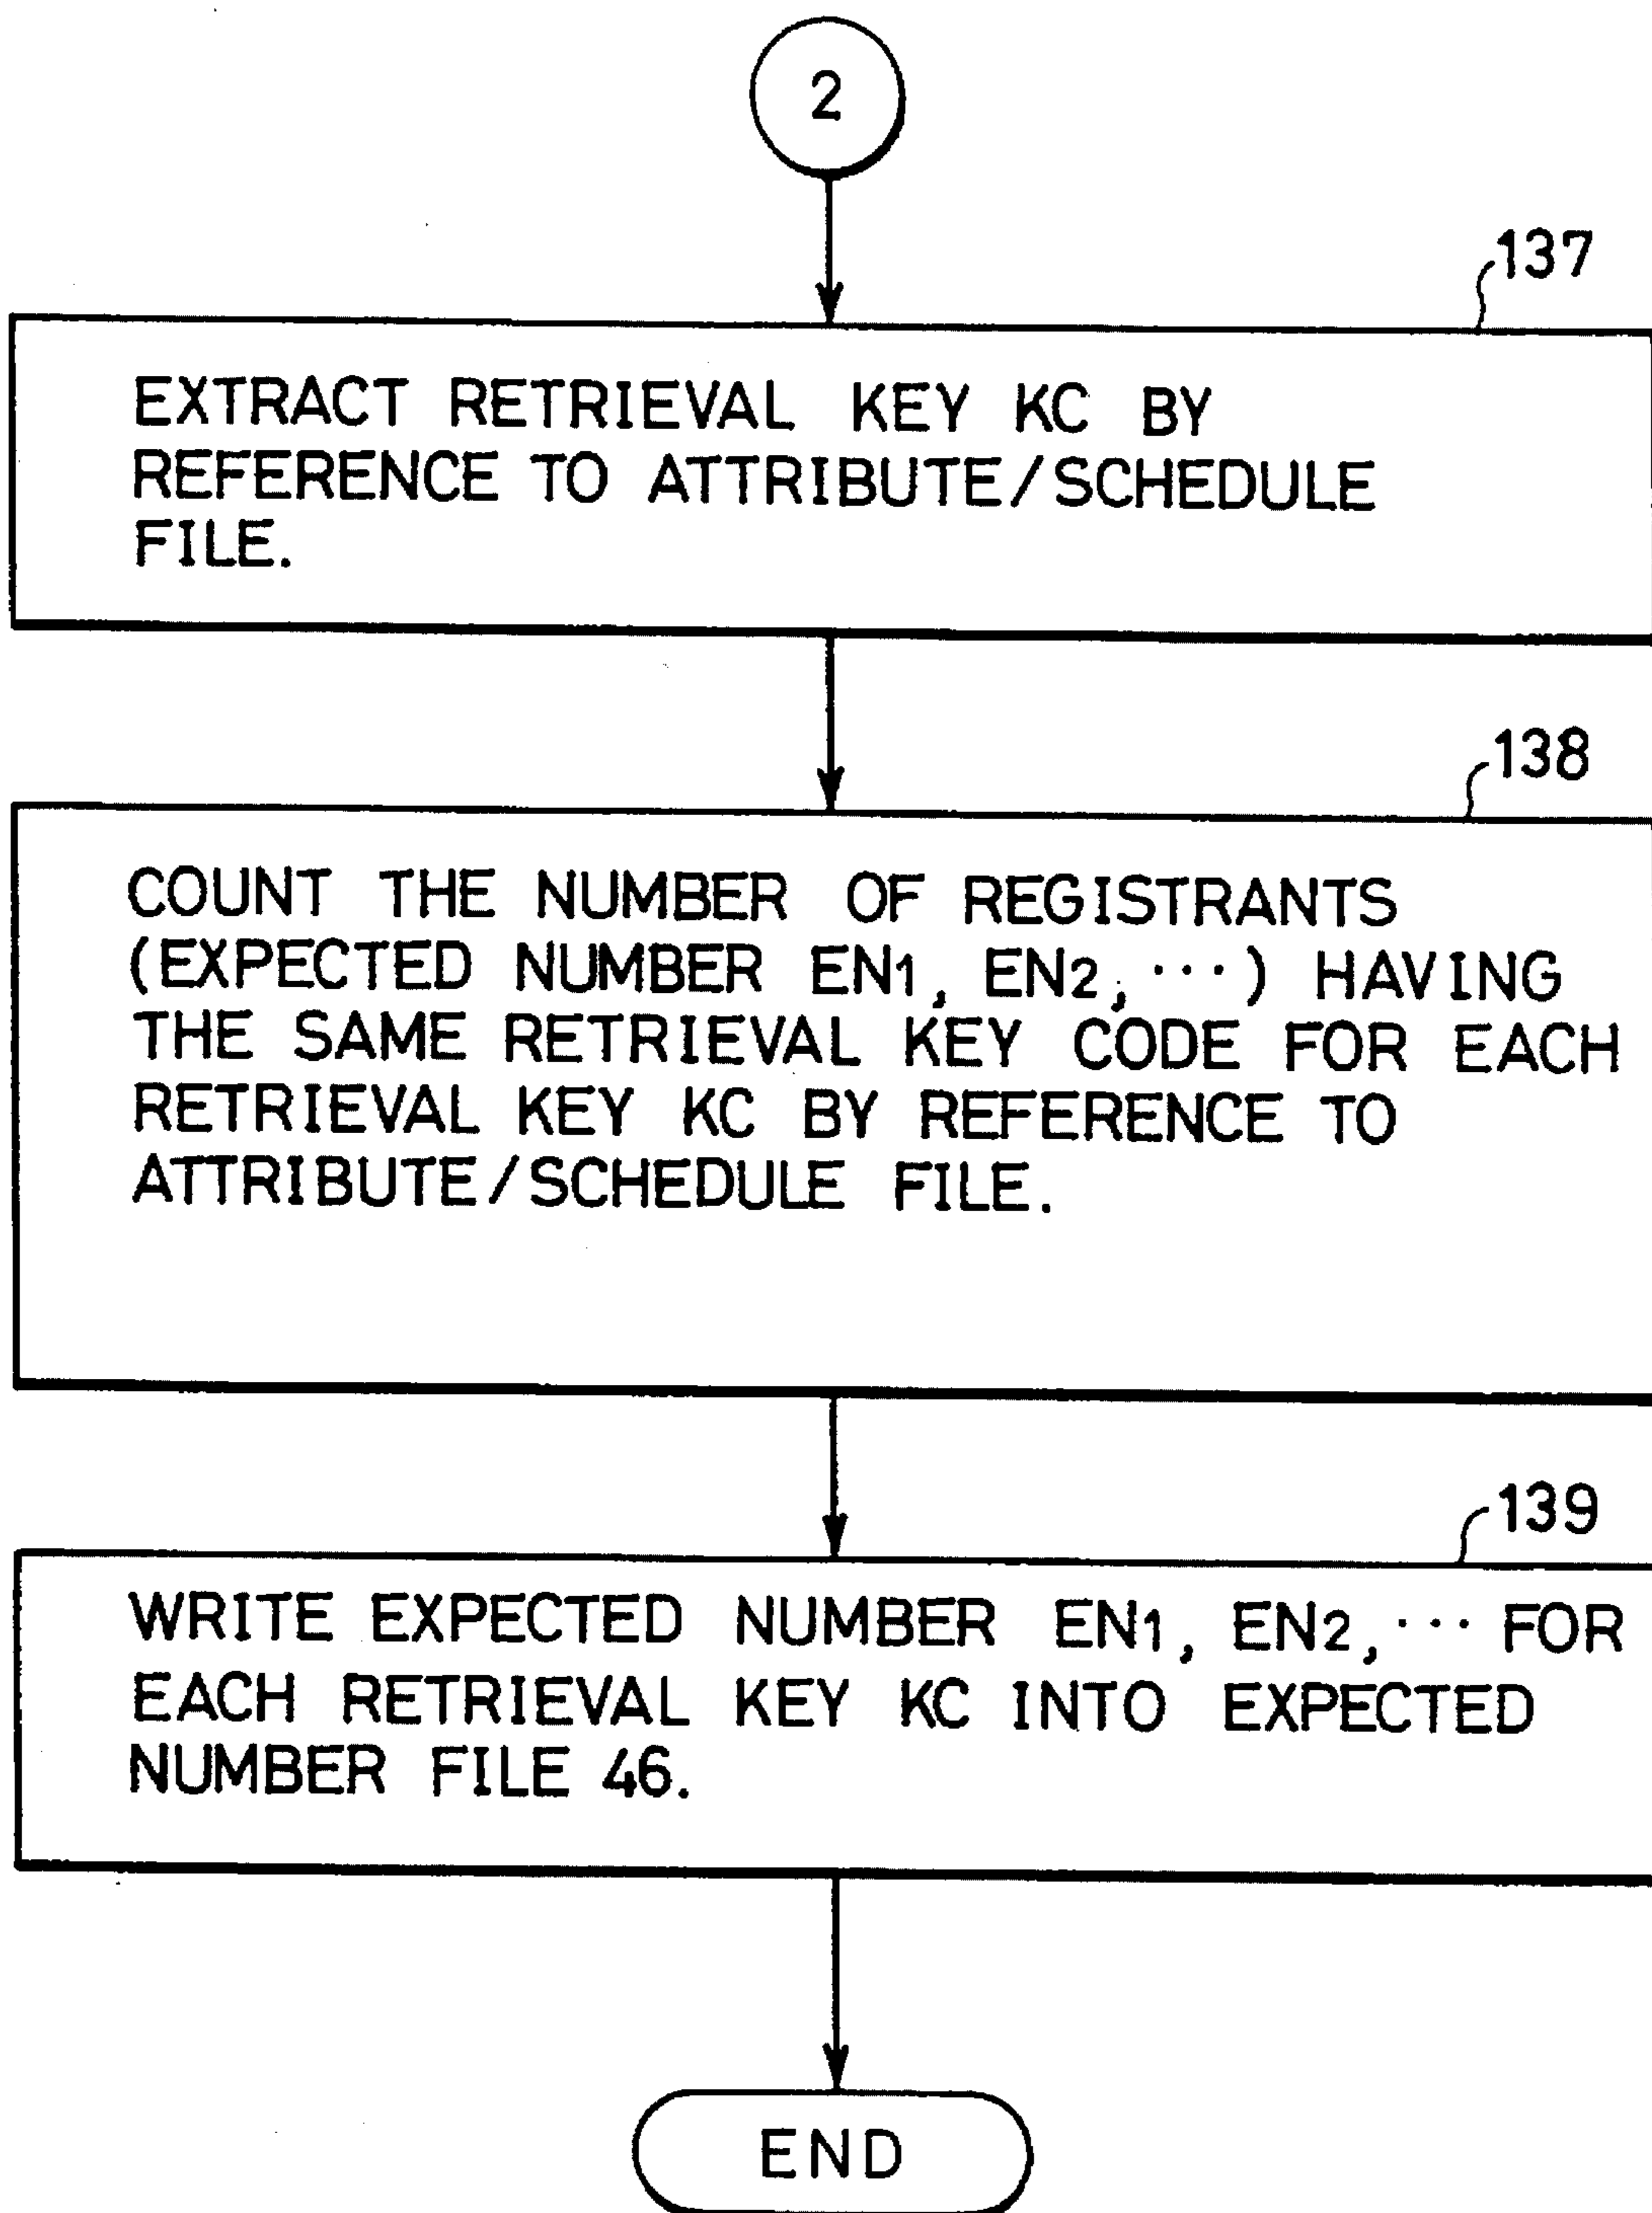 2
137
EXTRACT RETRIEVAL KEY KC BY
REFERENCE TO ATTRIBUTE/SCHEDULE
FILE.
138
COUNT THE NUMBER OF REGISTRANTS
(EXPECTED NUMBER EN1, EN2, ···) HAVING
THE SAME RETRIEVAL KEY CODE FOR EACH
RETRIEVAL KEY KC BY REFERENCE TO
ATTRIBUTE/SCHEDULE FILE.
139
WRITE EXPECTED NUMBER EN1, EN2, ··· FOR
EACH RETRIEVAL KEY KC INTO EXPECTED
NUMBER FILE 46.
END